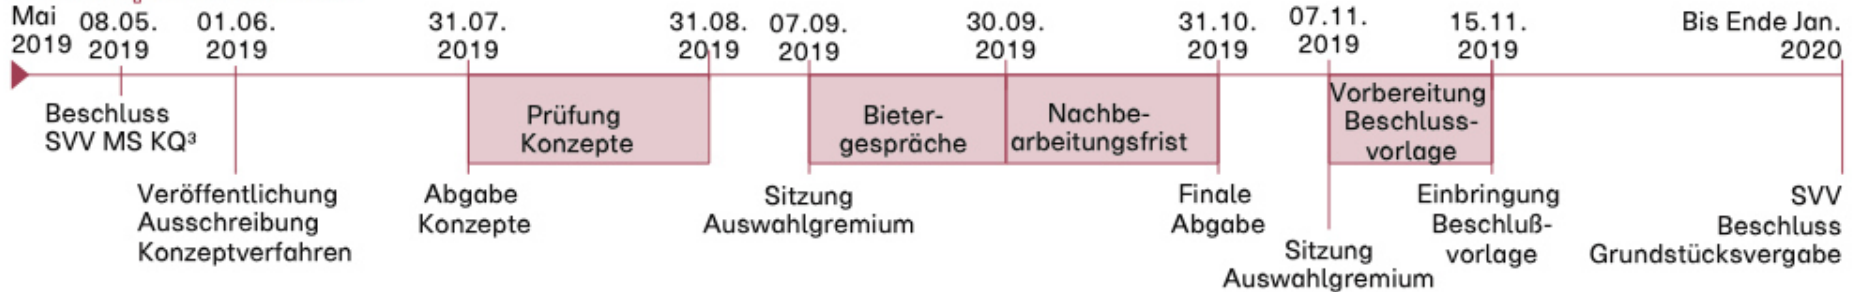 Mai
2019
08.05.
2019
01.06.
2019
31.07.
2019
31.08.
2019
07.09.
2019
30.09.
2019
31.10.
2019
07.11.
2019
15.11.
2019
Bis Ende Jan.
2020
Beschluss
SVV MS KQ³
Veröffentlichung
Ausschreibung
Konzeptverfahren
Abgabe
Konzepte
Prüfung
Konzepte
Sitzung
Auswahlgremium
Bieter-
gespräche
Nachbe-
arbeitungsfrist
Finale
Abgabe
Sitzung
Auswahlgremium
Vorbereitung
Beschluss-
vorlage
Einbringung
Beschluß-
vorlage
SVV
Beschluss
Grundstücksvergabe